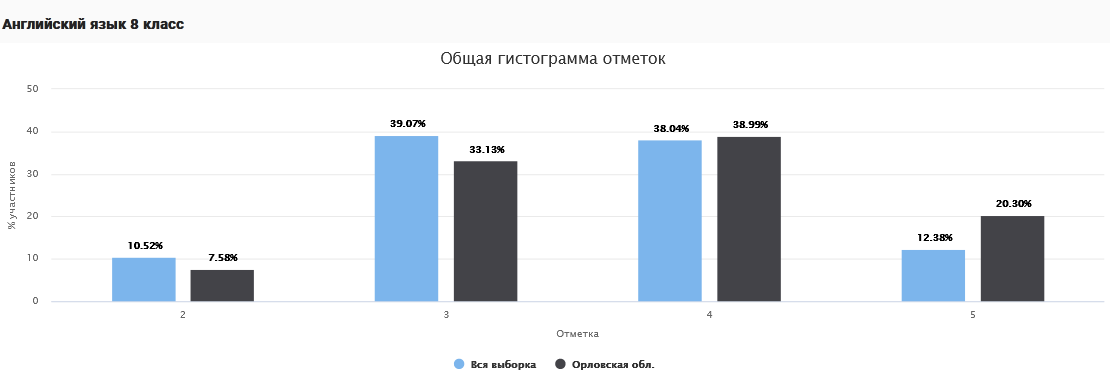 Английский язык 8 класс
Общая гистограмма отметок
50
40
30
20
10
0
% участников
10.52%
7.58%
39.07%
33.13%
38.04%
38.99%
12.38%
20.30%
2 3 4 5
Отметка
Вся выборка Орловская обл.